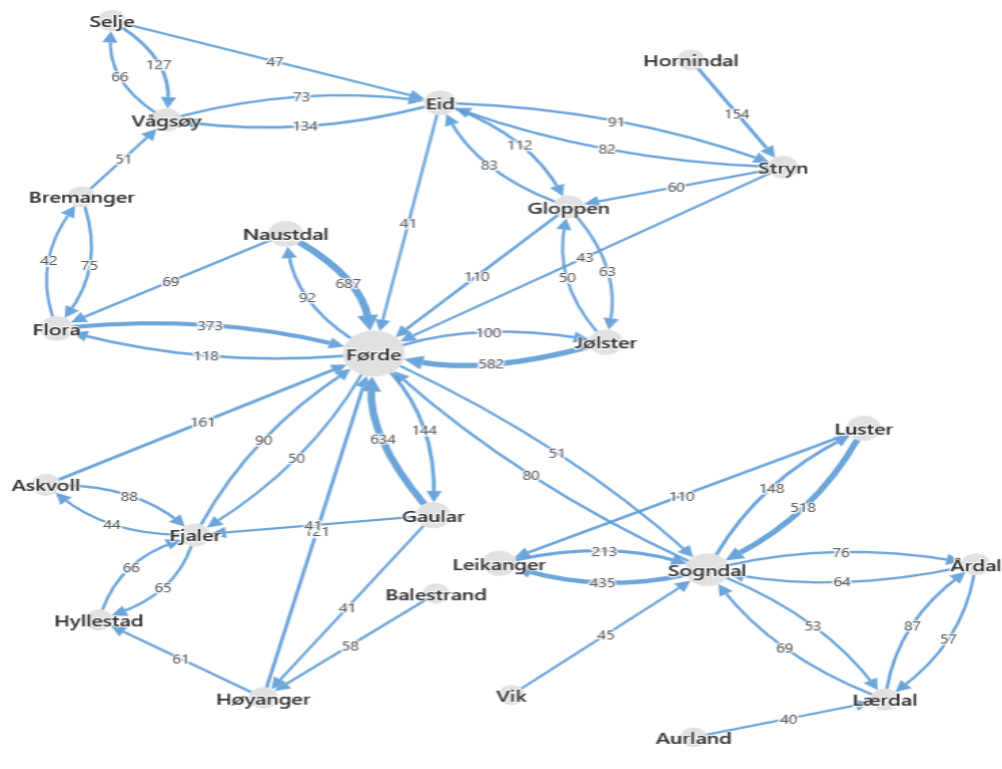 Selje
Hornindal
47
127
66
154
73
Eid
Vågsøy
134
91
112
82
51
83
Stryn
60
Bremanger
Gloppen
41
Naustdal
43
42
75
63
110
50
69
687
92
Flora
373
100
Jølster
118
Førde
582
Luster
161
144
90
634
51
50
80
148
Askvoll
88
110
518
44
Gaular
41
121
Fjaler
Leikanger
213
76
Årdal
66
Sogndal
65
435
64
Balestrand
41
Hyllestad
45
53
87
57
58
69
61
Høyanger
Vik
Lærdal
40
Aurland